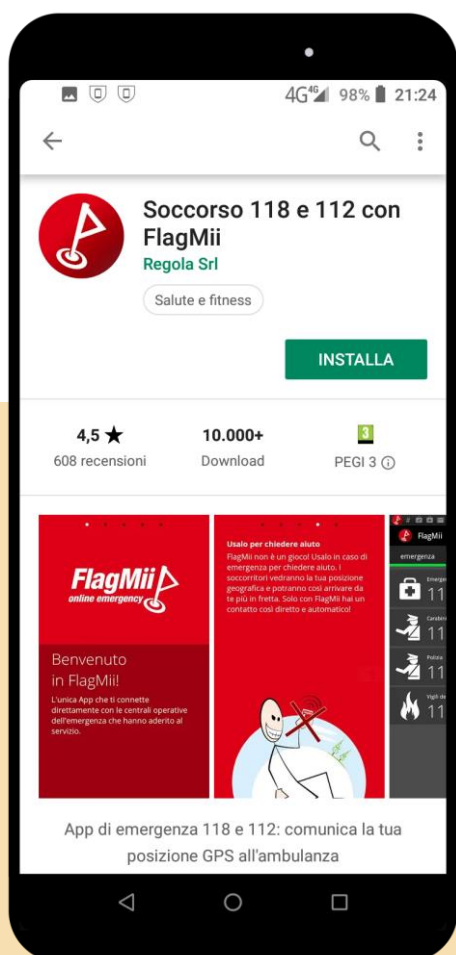 4G 4G 98% 21:24
Soccorso 118 e 112 con
FlagMii
Regola Srl
Salute e fitness
INSTALLA
4,5 ★
608 recensioni
10.000+
Download
3
PEGI 3
FlagMii
online emergency
Benvenuto
in FlagMii!
L'unica App che ti connette
direttamente con le centrali operative
dell'emergenza che hanno aderito al
servizio.
Usalo per chiedere aiuto
FlagMii non è un gioco! Usalo in caso di
emergenza per chiedere aiuto. I
soccorritori vedranno la tua posizione
geografica e potranno così arrivare da
te più in fretta. Solo con FlagMii hai un
contatto così diretto e automatico!
FlagMii
emergenza
11
11
Polizia
11
11
App di emergenza 118 e 112: comunica la tua
posizione GPS all'ambulanza